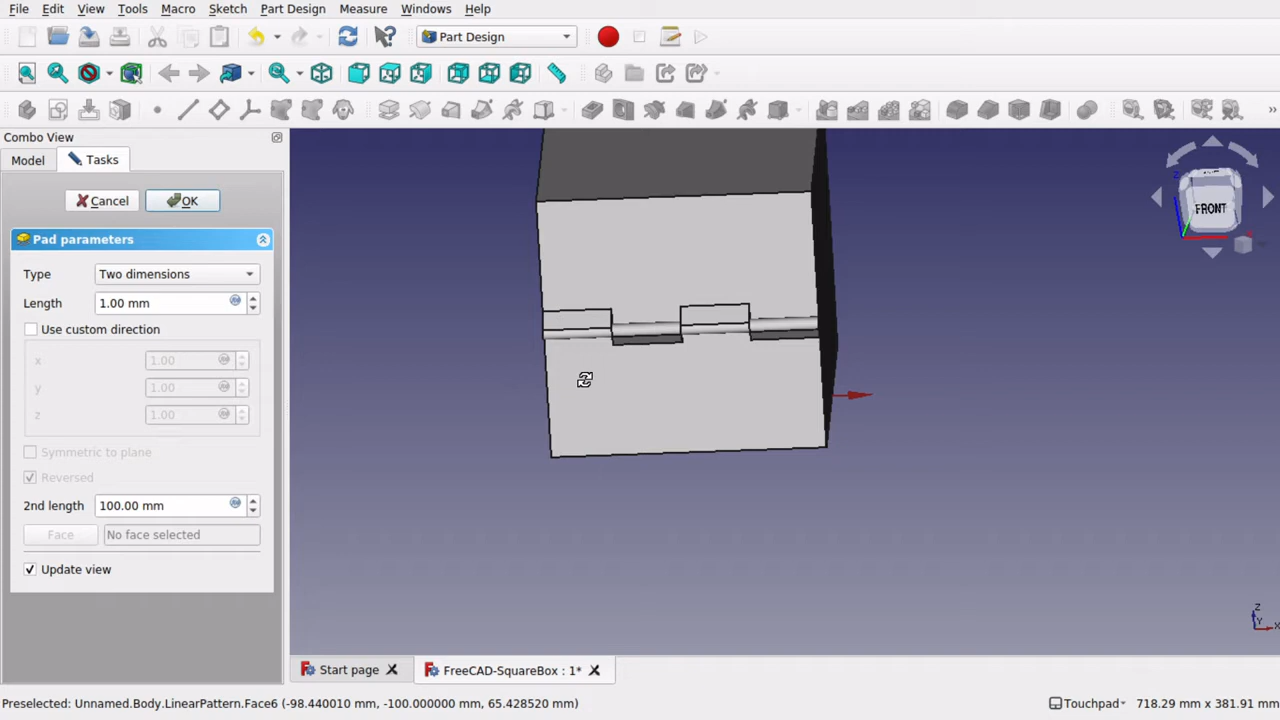 File Edit View Tools Macro Sketch Part Design Measure Windows Help
Part Design
Combo View
Model Tasks
Cancel OK
Pad parameters
Type Two dimensions
Length 1.00 mm
Use custom direction
x 1.00
y 1.00
z 1.00
Symmetric to plane
Reversed
2nd length 100.00 mm
Face No face selected
Update view
FRONT
Z
Y
X
Start page FreeCAD-SquareBox : 1*
Preselected: Unnamed.Body.LinearPattern.Face6 (-98.440010 mm, -100.000000 mm, 65.428520 mm) Touchpad 718.29 mm x 381.91 mm